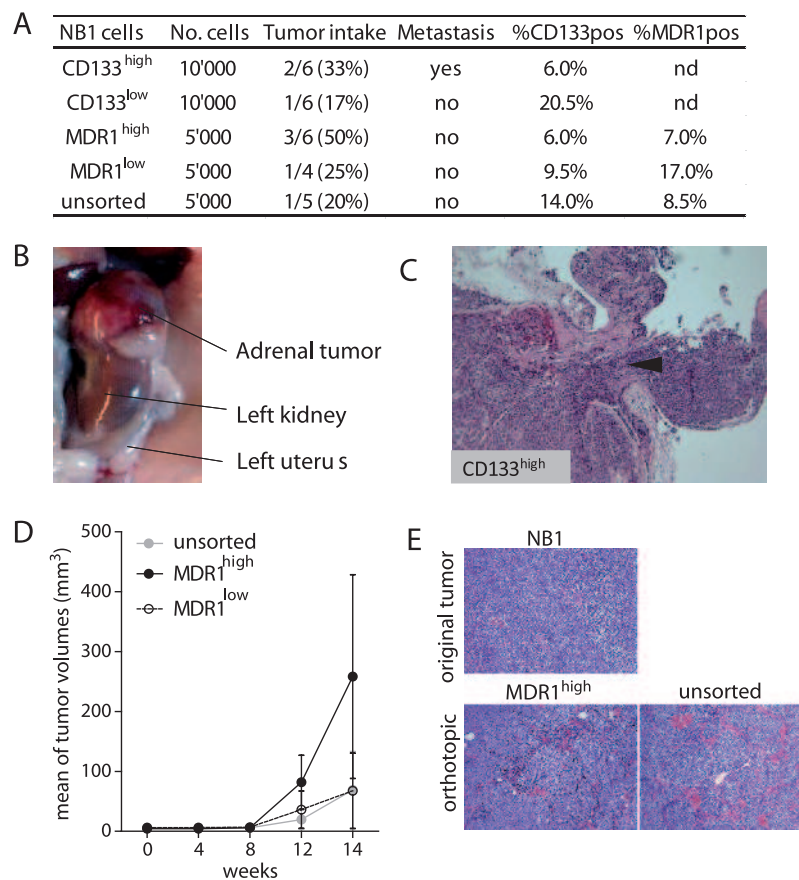 A
NB1 cells No. cells Tumor intake Metastasis %CD133pos %MDR1pos
CD133high 10'000 2/6 (33%) yes 6.0% nd
CD133low 10'000 1/6 (17%) no 20.5% nd
MDR1high 5'000 3/6 (50%) no 6.0% 7.0%
MDR1low 5'000 1/4 (25%) no 9.5% 17.0%
unsorted 5'000 1/5 (20%) no 14.0% 8.5%
B
Adrenal tumor
Left kidney
Left uteru s
C
CD133high
D
unsorted
MDR1high
MDR1low
mean of tumor volumes (mm³)
500
400
300
200
100
0
0 4 8 12 14
weeks
E
NB1
original tumor
MDR1high unsorted
orthotopic